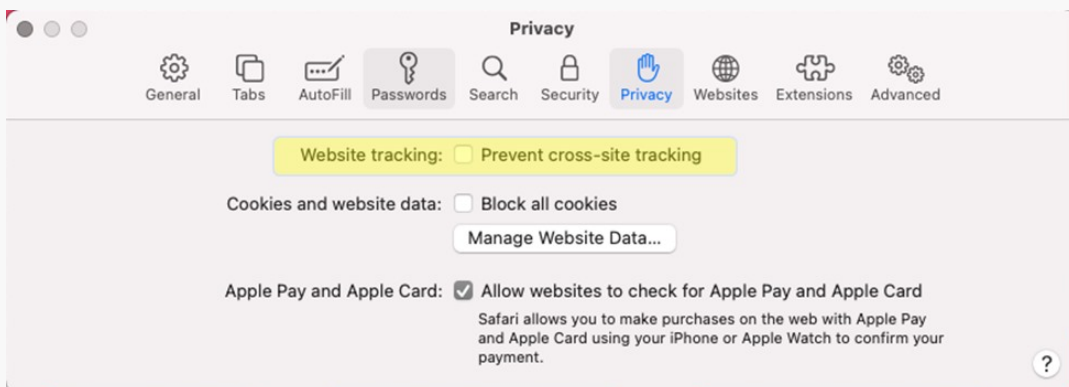 Privacy
General Tabs AutoFill Passwords Search Security Privacy Websites Extensions Advanced
Website tracking: Prevent cross-site tracking
Cookies and website data: Block all cookies
Manage Website Data...
Apple Pay and Apple Card: Allow websites to check for Apple Pay and Apple Card
Safari allows you to make purchases on the web with Apple Pay
and Apple Card using your iPhone or Apple Watch to confirm your
payment.
?